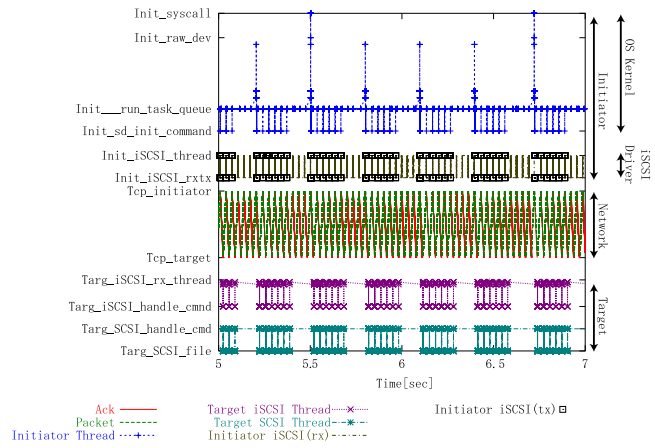 Init_syscall
Init_raw_dev
Init___run_task_queue
Init_sd_init_command
Init_iSCSI_thread
Init_iSCSI_rxtx
Tcp_initiator
Tcp_target
Targ_iSCSI_rx_thread
Targ_iSCSI_handle_cmnd
Targ_SCSI_handle_cmd
Targ_SCSI_file
5 5.5 6 6.5 7
Time[sec]
OS Kernel
Initiator
iSCSI
Driver
Network
Target
Ack
Packet
Initiator Thread
Target iSCSI Thread
Target SCSI Thread
Initiator iSCSI(rx)
Initiator iSCSI(tx)